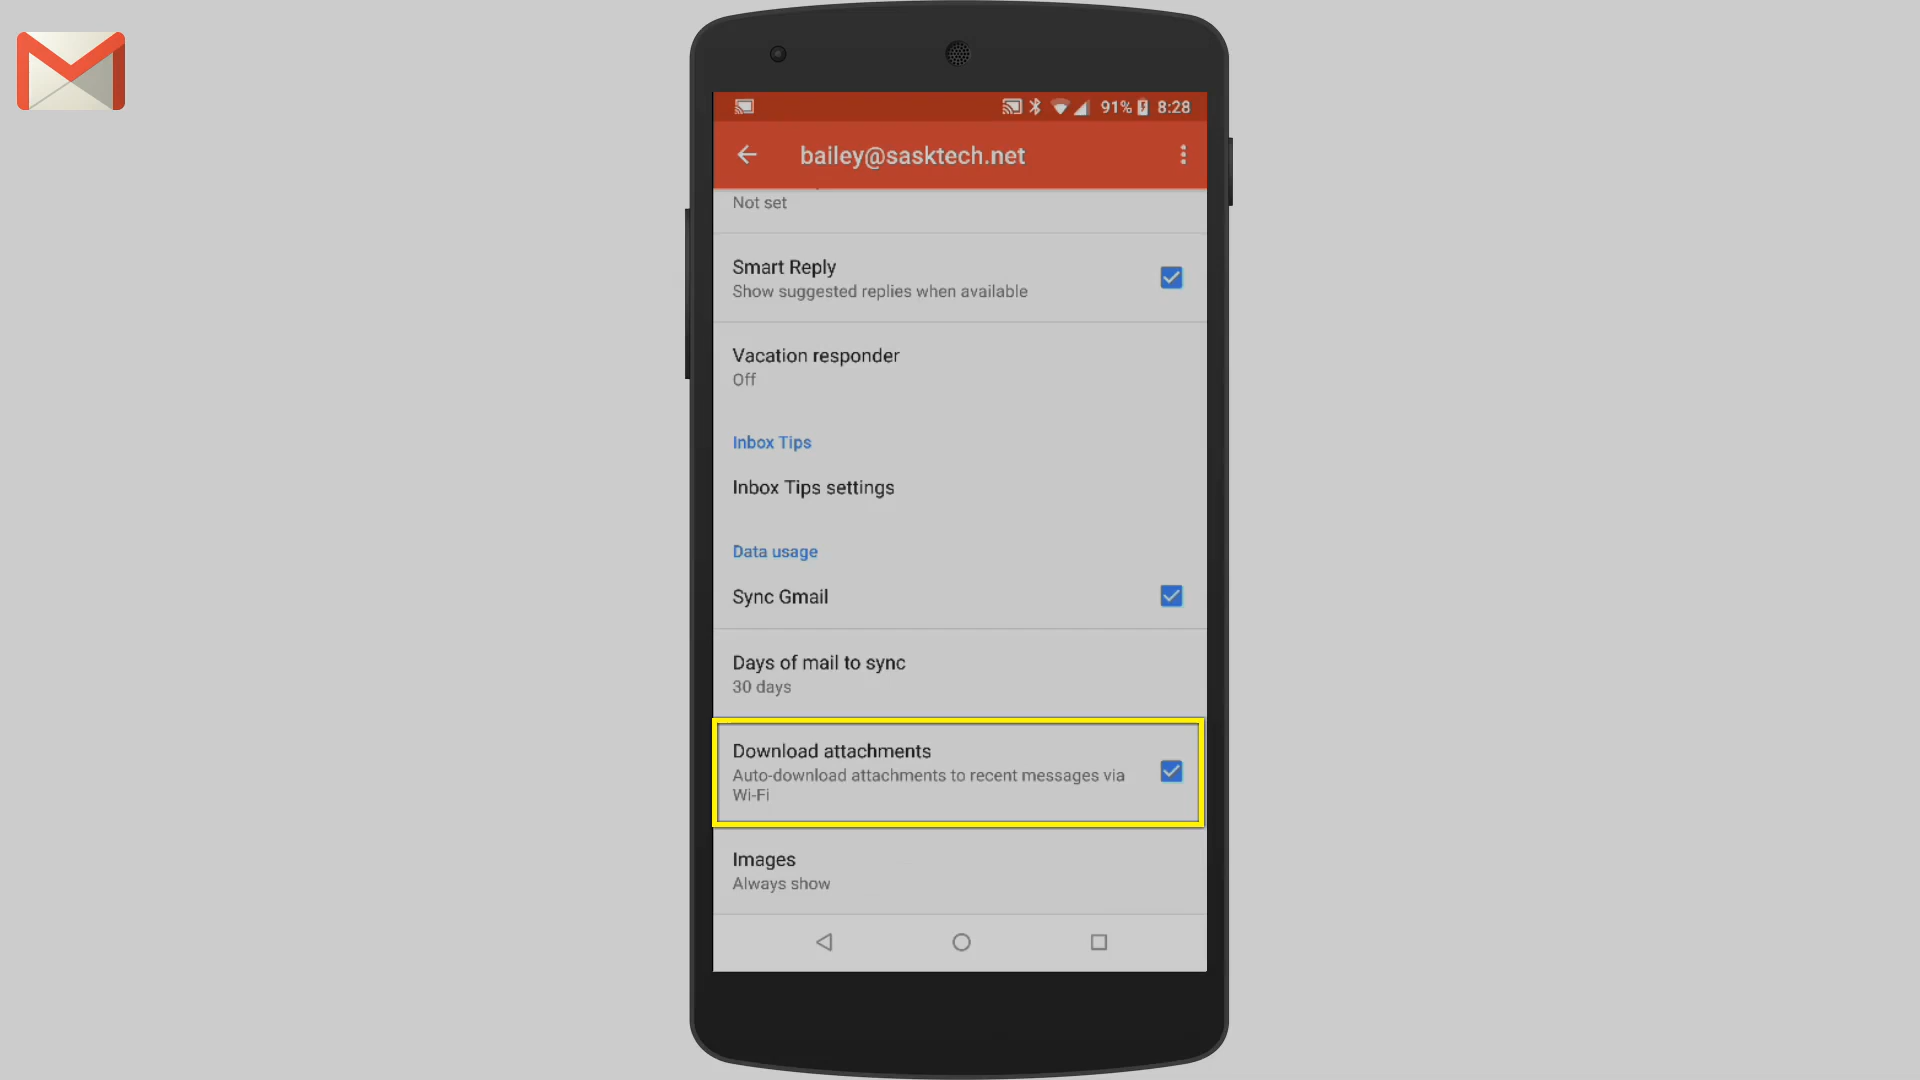 91% 8:28
bailey@sasktech.net
Not set
Smart Reply
Show suggested replies when available
Vacation responder
Off
Inbox Tips
Inbox Tips settings
Data usage
Sync Gmail
Days of mail to sync
30 days
Download attachments
Auto-download attachments to recent messages via
Wi-Fi
Images
Always show